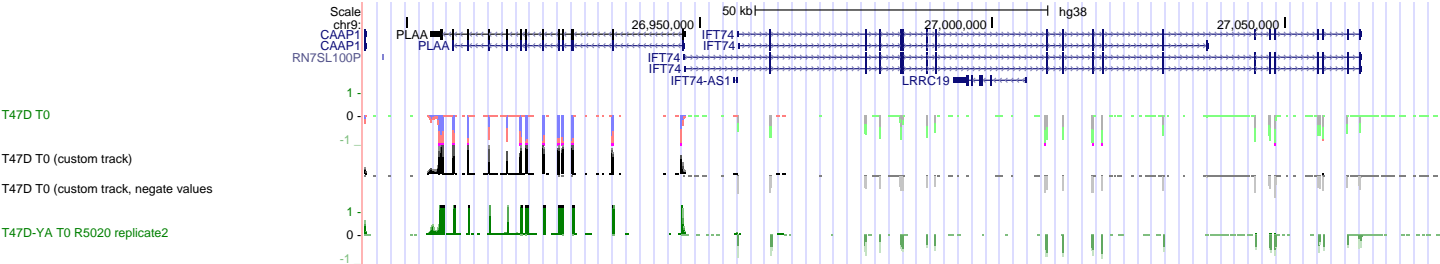 Scale 50 kb hg38
chr9: 26,950,000 27,000,000 27,050,000
CAAP1 PLAA IFT74
CAAP1 PLAA IFT74
RN7SL100P IFT74
IFT74
IFT74-AS1 LRRC19
1
T47D T0 0
-1
T47D T0 (custom track)
T47D T0 (custom track, negate values
1
T47D-YA T0 R5020 replicate2 0
-1